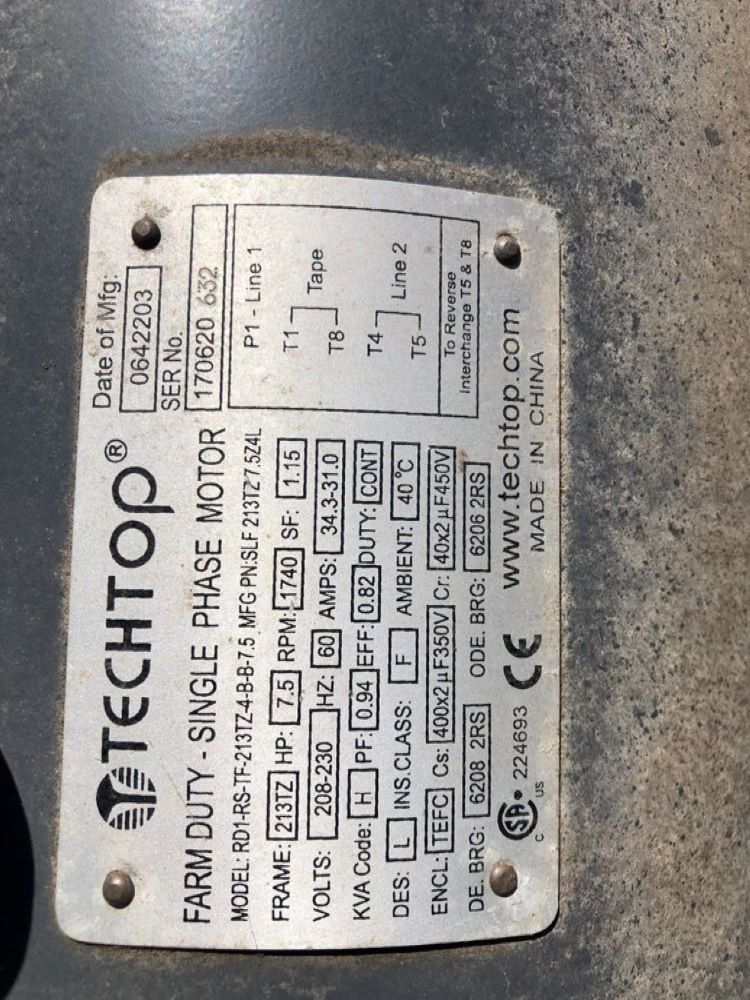 TECHTOP®
Date of Mfg:
0642203
SER No.
170620 632
FARM DUTY - SINGLE PHASE MOTOR
MODEL: RD1-RS-TF-213TZ-4-B-B-7.5 MFG PN:SLF 213TZ 7.5Z4L
FRAME: 213TZ HP: 7.5 RPM: 1740 SF: 1.15
VOLTS: 208-230 HZ: 60 AMPS: 34.3-31.0
KVA Code: H PF: 0.94 EFF: 0.82 DUTY: CONT
DES: L INS.CLASS: F AMBIENT: 40 °C
ENCL: TEFC Cs: 400x2 µF350V Cr: 40x2 µF450V
DE. BRG: 6208 2RS ODE. BRG: 6206 2RS
P1 - Line 1
T1
Tape
T8
T4
Line 2
T5
To Reverse
Interchange T5 & T8
C SA US 224693 CE www.techtop.com
MADE IN CHINA